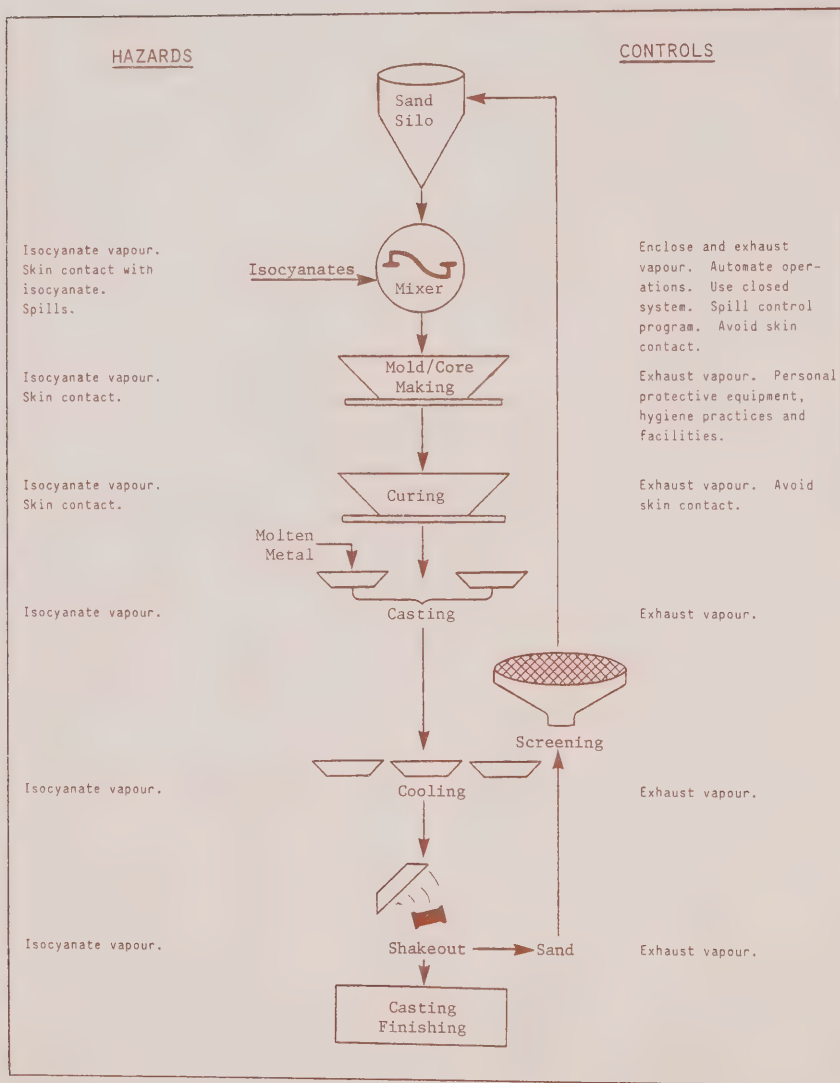 HAZARDS
CONTROLS
Sand
Silo
Isocyanate vapour.
Skin contact with
isocyanate.
Spills.
Isocyanates
Mixer
Enclose and exhaust
vapour. Automate oper-
ations. Use closed
system. Spill control
program. Avoid skin
contact.
Isocyanate vapour.
Skin contact.
Mold/Core
Making
Exhaust vapour. Personal
protective equipment,
hygiene practices and
facilities.
Isocyanate vapour.
Skin contact.
Curing
Exhaust vapour. Avoid
skin contact.
Molten
Metal
Isocyanate vapour.
Casting
Exhaust vapour.
Screening
Isocyanate vapour.
Cooling
Exhaust vapour.
Isocyanate vapour.
Shakeout
Sand
Exhaust vapour.
Casting
Finishing